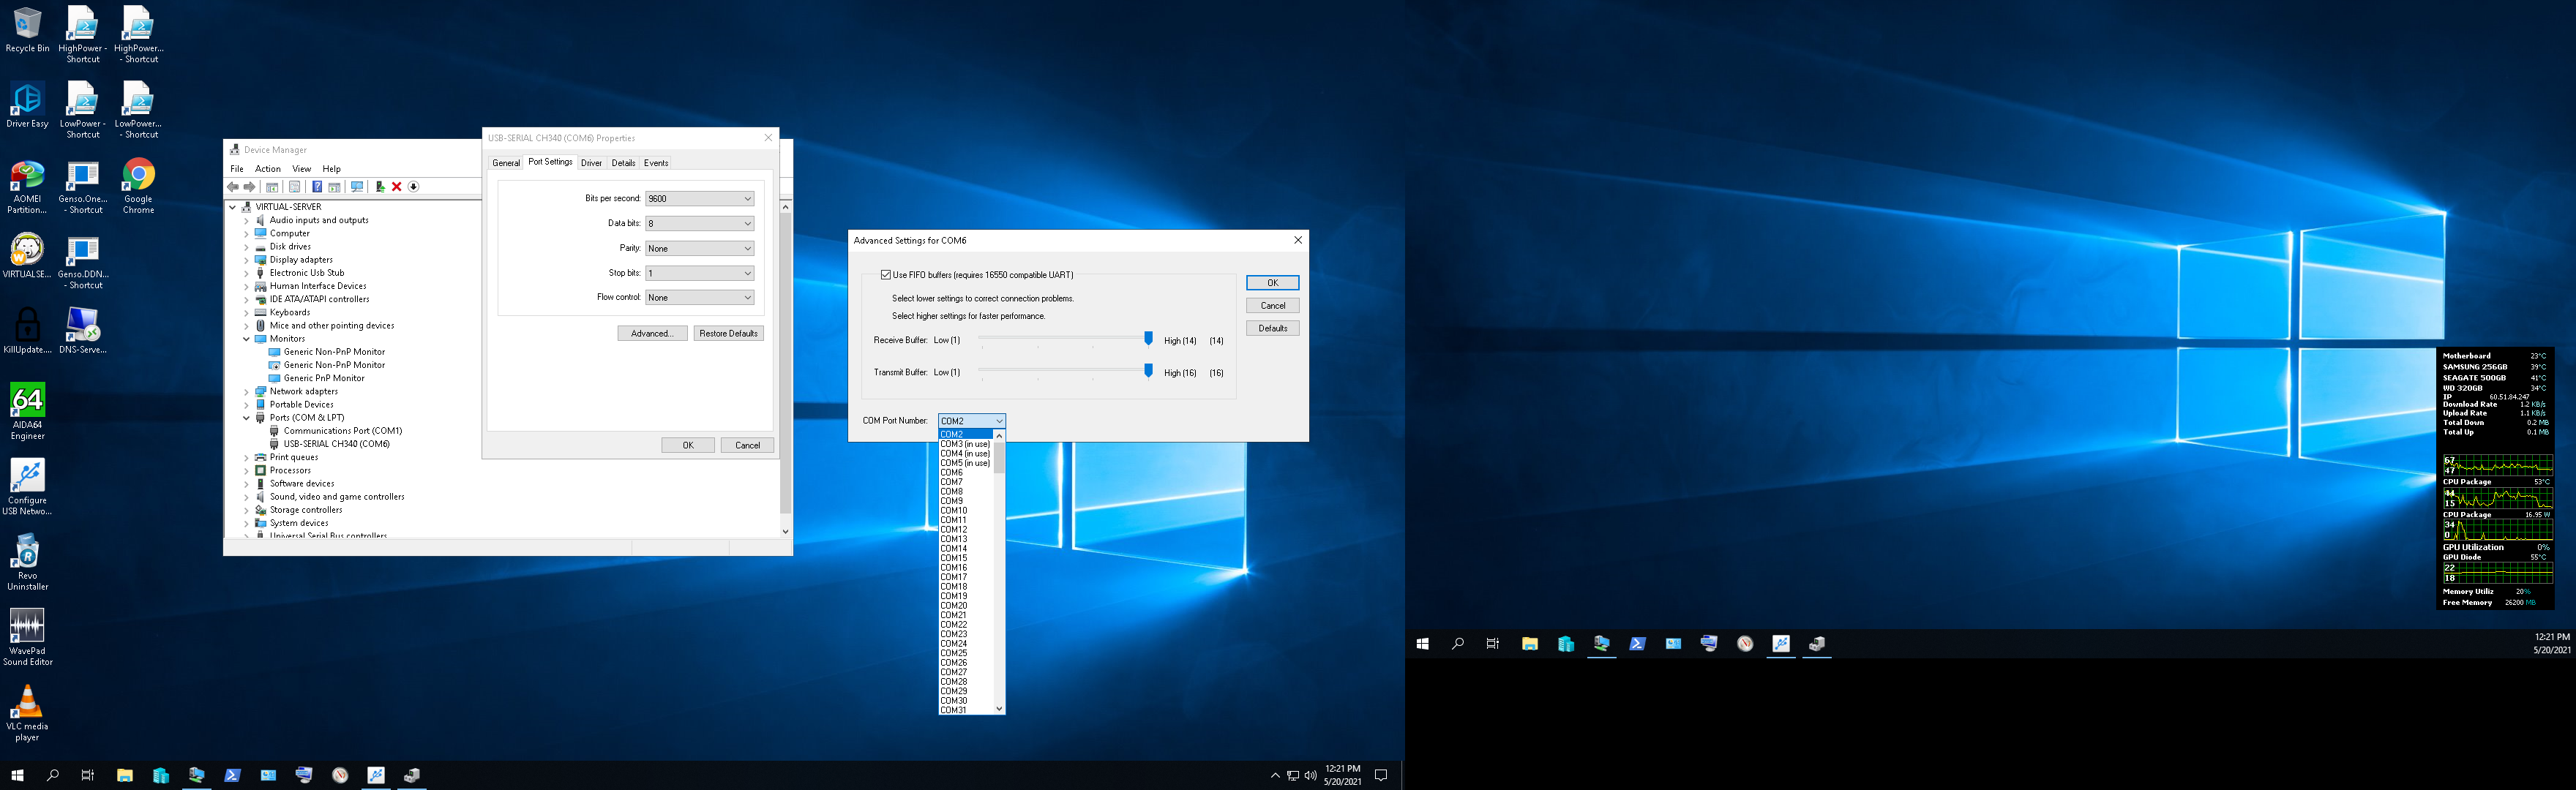 Recycle Bin
HighPower - Shortcut
HighPower... - Shortcut
Driver Easy
LowPower - Shortcut
LowPower... - Shortcut
AOMEI Partition...
Genso.One... - Shortcut
Google Chrome
VIRTUALSE...
Genso.DDN... - Shortcut
KillUpdate....
DNS-Serve...
64
AIDA64 Engineer
Configure USB Netwo...
Revo Uninstaller
WavePad Sound Editor
VLC media player
Device Manager
File Action View Help
VIRTUAL-SERVER
Audio inputs and outputs
Computer
Disk drives
Display adapters
Electronic Usb Stub
Human Interface Devices
IDE ATA/ATAPI controllers
Keyboards
Mice and other pointing devices
Monitors
Generic Non-PnP Monitor
Generic Non-PnP Monitor
Generic PnP Monitor
Network adapters
Portable Devices
Ports (COM & LPT)
Communications Port (COM1)
USB-SERIAL CH340 (COM6)
Print queues
Processors
Software devices
Sound, video and game controllers
Storage controllers
System devices
Universal Serial Bus controllers
USB-SERIAL CH340 (COM6) Properties
General Port Settings Driver Details Events
Bits per second: 9600
Data bits: 8
Parity: None
Stop bits: 1
Flow control: None
Advanced... Restore Defaults
OK Cancel
Advanced Settings for COM6
Use FIFO buffers (requires 16550 compatible UART)
Select lower settings to correct connection problems.
Select higher settings for faster performance.
Receive Buffer: Low (1) High (14) (14)
Transmit Buffer: Low (1) High (16) (16)
OK
Cancel
Defaults
COM Port Number: COM2
COM2
COM3 (in use)
COM4 (in use)
COM5 (in use)
COM6
COM7
COM8
COM9
COM10
COM11
COM12
COM13
COM14
COM15
COM16
COM17
COM18
COM19
COM20
COM21
COM22
COM23
COM24
COM25
COM26
COM27
COM28
COM29
COM30
COM31
12:21 PM
5/20/2021
Motherboard 23°C
SAMSUNG 256GB 39°C
SEAGATE 500GB 41°C
WD 320GB 34°C
IP 60.51.84.247
Download Rate 1.2 KB/s
Upload Rate 1.1 KB/s
Total Down 0.2 MB
Total Up 0.1 MB
67
47
CPU Package 53°C
44
15
CPU Package 16.95 W
34
0
GPU Utilization 0%
GPU Diode 55°C
22
18
Memory Utiliz 20%
Free Memory 26200 MB
12:21 PM
5/20/2021